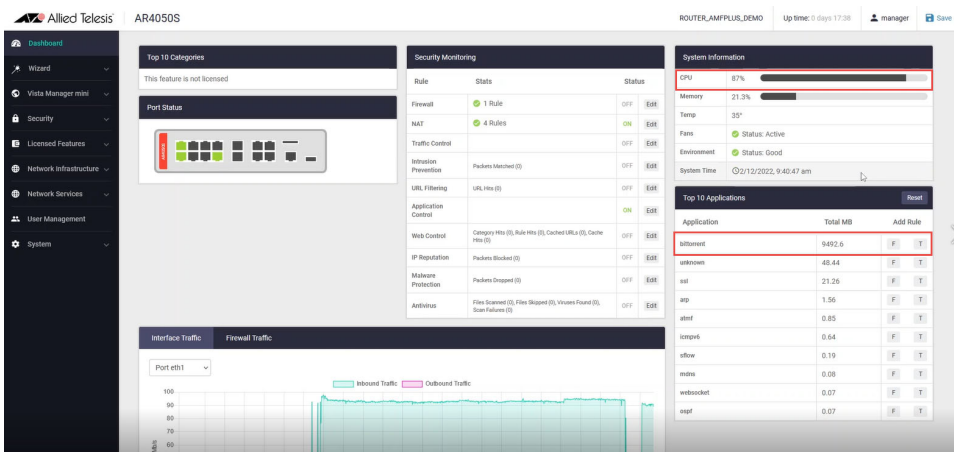 Allied Telesis
AR4050S
ROUTER_AMFPLUS_DEMO
Up time: 0 days 17:38
manager
Save
Dashboard
Wizard
Vista Manager mini
Security
Licensed Features
Network Infrastructure
Network Services
User Management
System
Top 10 Categories
This feature is not licensed
Port Status
Security Monitoring
Rule Stats Status
Firewall 1 Rule OFF Edit
NAT 4 Rules ON Edit
Traffic Control OFF Edit
Intrusion
Prevention Packets Matched (0) OFF Edit
URL Filtering URL Hits (0) OFF Edit
Application
Control ON Edit
Web Control Category Hits (0), Rule Hits (0), Cached URLs (0), Cache
Hits (0) OFF Edit
IP Reputation Packets Blocked (0) OFF Edit
Malware
Protection Packets Dropped (0) OFF Edit
Antivirus Files Scanned (0), Files Skipped (0), Viruses Found (0),
Scan Failures (0) OFF Edit
System Information
CPU 87%
Memory 21.3%
Temp 35°
Fans Status: Active
Environment Status: Good
System Time 2/12/2022, 9:40:47 am
Top 10 Applications Reset
Application Total MB Add Rule
bittorrent 9492.6 F T
unknown 48.44 F T
ssl 21.26 F T
arp 1.56 F T
atmf 0.85 F T
icmpv6 0.64 F T
sflow 0.19 F T
mdns 0.08 F T
websocket 0.07 F T
ospf 0.07 F T
Interface Traffic Firewall Traffic
Port eth1
Inbound Traffic Outbound Traffic
100
90
80
70
60
Mb/s